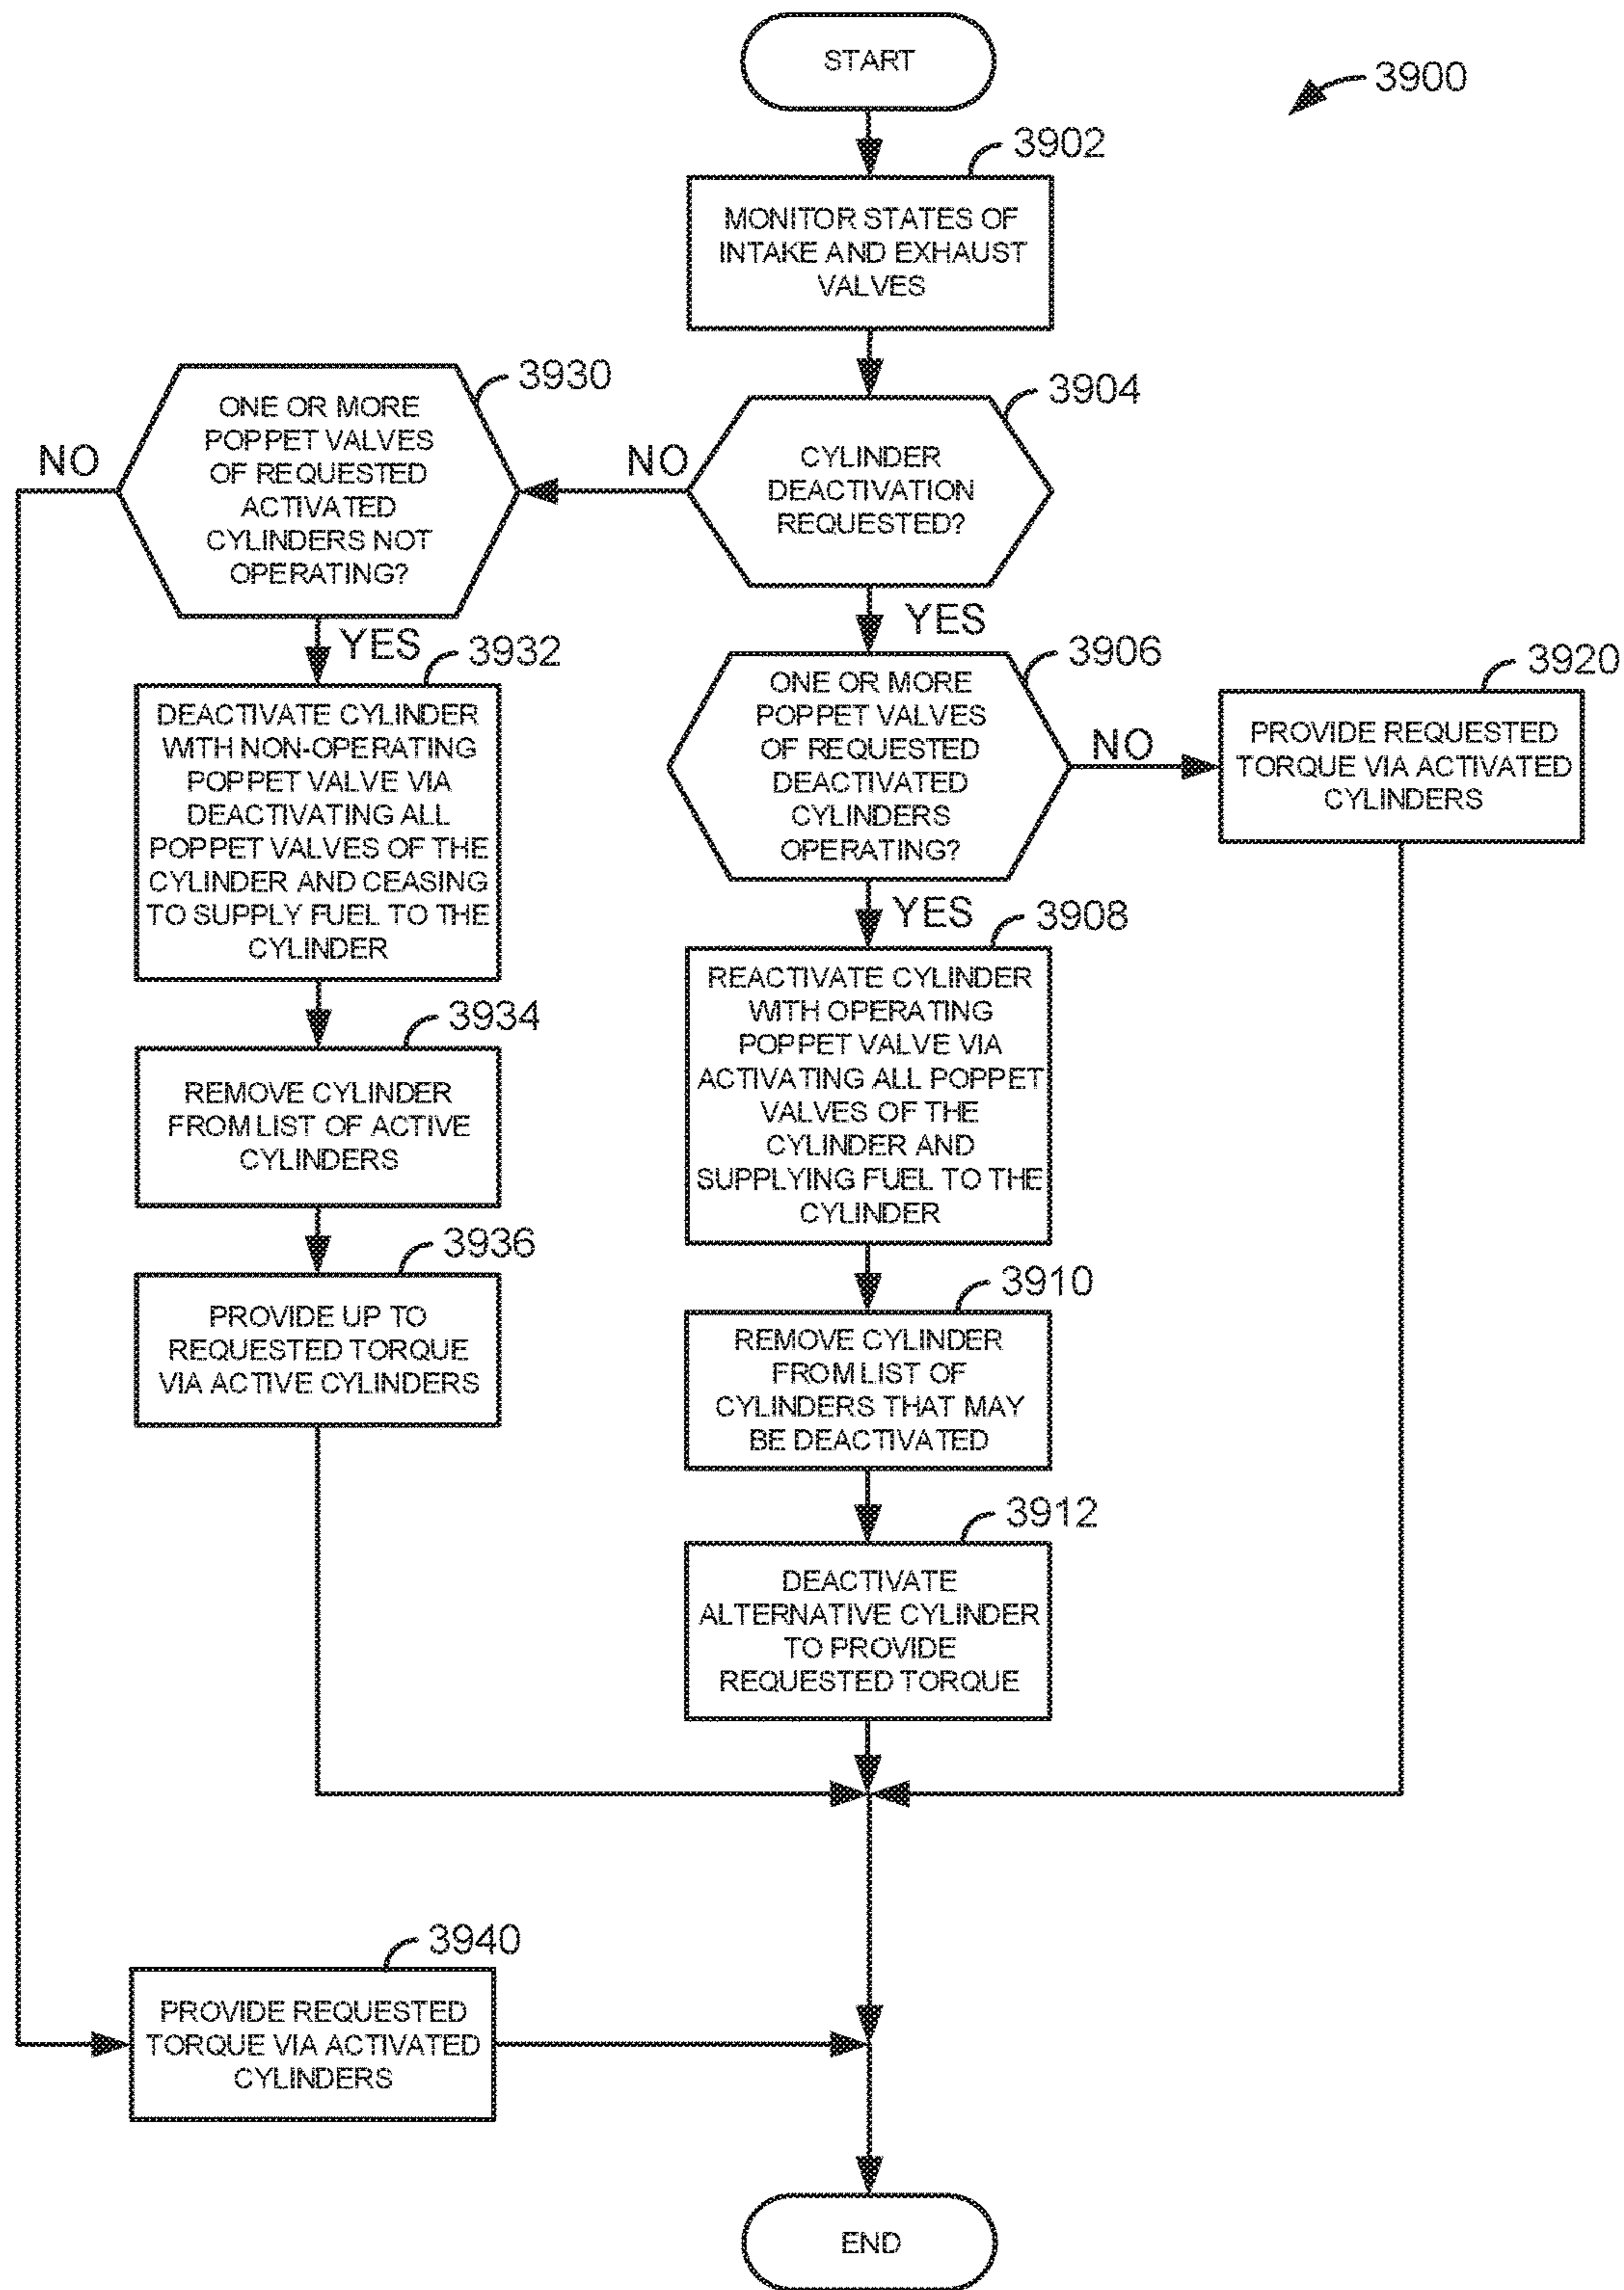 START
3900
3902
MONITOR STATES OF
INTAKE AND EXHAUST
VALVES
3930
ONE OR MORE
POPPET VALVES
OF REQUESTED
ACTIVATED
CYLINDERS NOT
OPERATING?
NO
NO
3904
CYLINDER
DEACTIVATION
REQUESTED?
YES
YES
3932
DEACTIVATE CYLINDER
WITH NON-OPERATING
POPPET VALVE VIA
DEACTIVATING ALL
POPPET VALVES OF THE
CYLINDER AND CEASING
TO SUPPLY FUEL TO THE
CYLINDER
3906
ONE OR MORE
POPPET VALVES
OF REQUESTED
DEACTIVATED
CYLINDERS
OPERATING?
NO
3920
PROVIDE REQUESTED
TORQUE VIA ACTIVATED
CYLINDERS
YES
3908
REACTIVATE CYLINDER
WITH OPERATING
POPPET VALVE VIA
ACTIVATING ALL POPPET
VALVES OF THE
CYLINDER AND
SUPPLYING FUEL TO THE
CYLINDER
3934
REMOVE CYLINDER
FROM LIST OF ACTIVE
CYLINDERS
3936
PROVIDE UP TO
REQUESTED TORQUE
VIA ACTIVE CYLINDERS
3910
REMOVE CYLINDER
FROM LIST OF
CYLINDERS THAT MAY
BE DEACTIVATED
3912
DEACTIVATE
ALTERNATIVE CYLINDER
TO PROVIDE
REQUESTED TORQUE
3940
PROVIDE REQUESTED
TORQUE VIA ACTIVATED
CYLINDERS
END